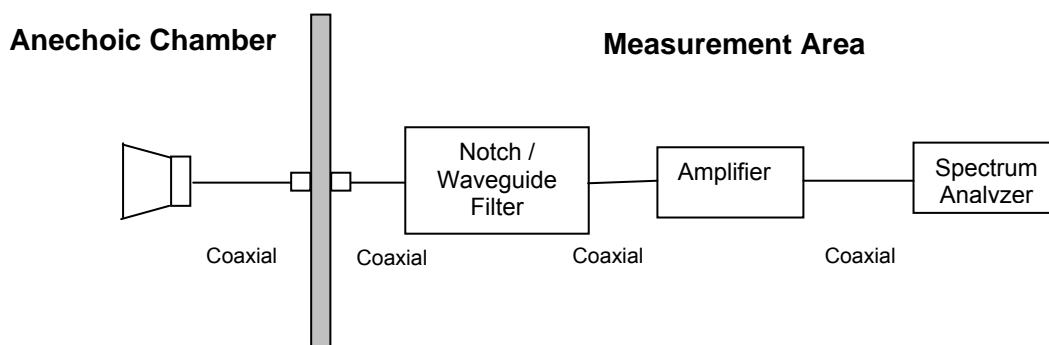 Anechoic Chamber
Measurement Area
Notch /
Waveguide
Filter
Amplifier
Spectrum
Analvzer
Coaxial
Coaxial
Coaxial
Coaxial